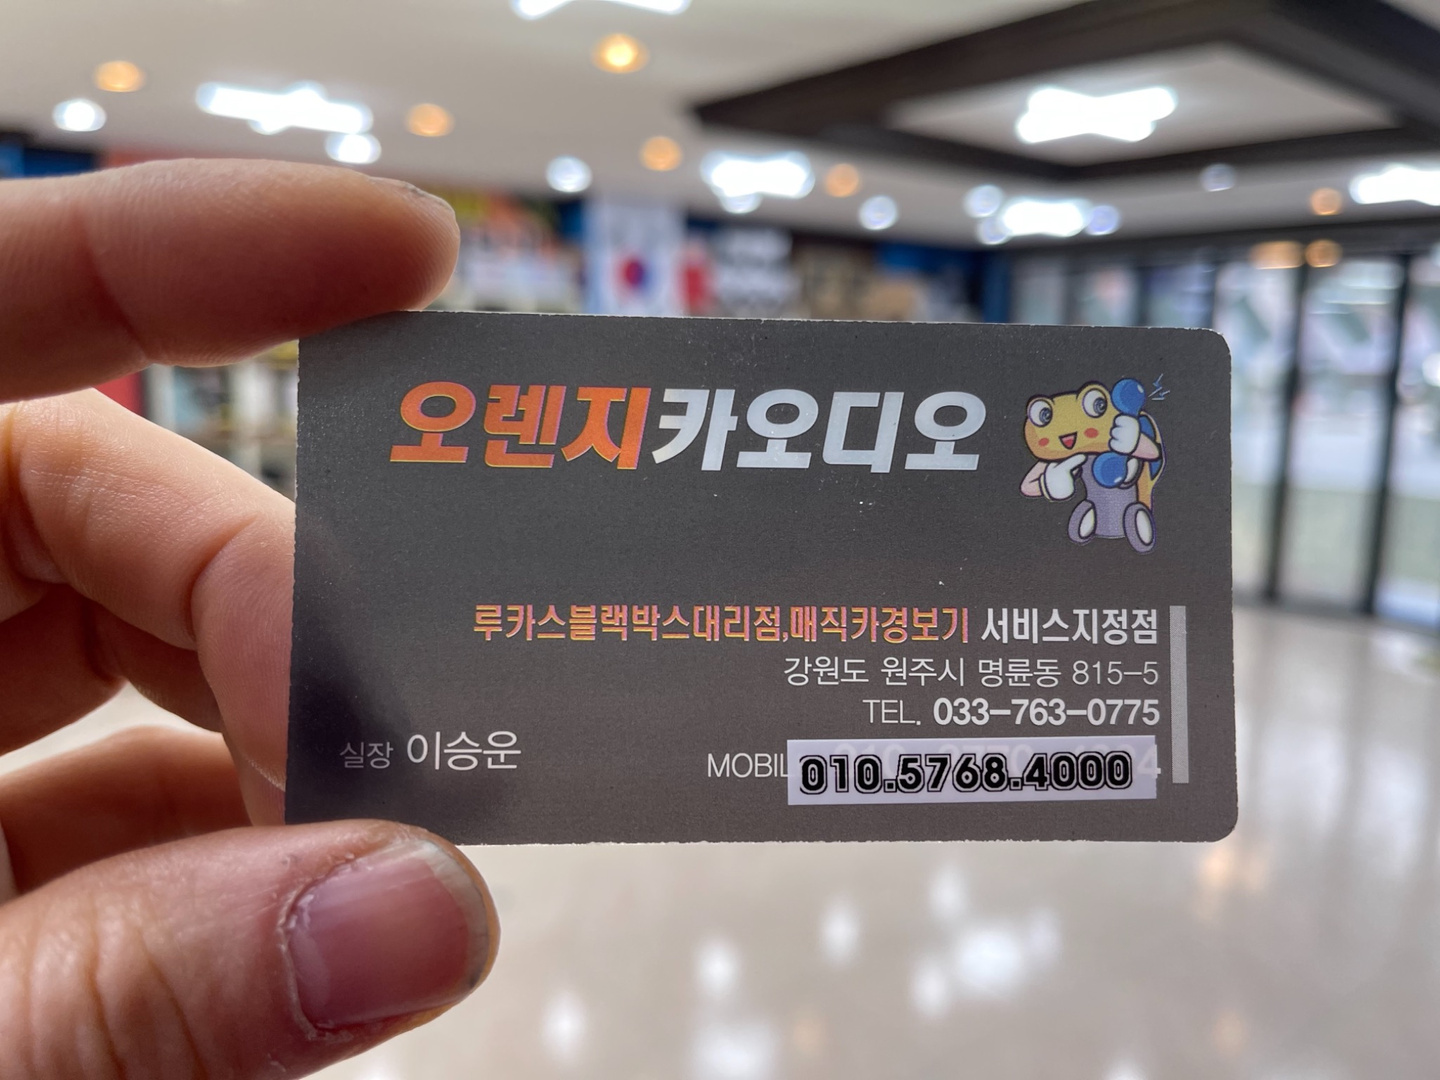 오렌지카오디오
루카스블랙박스대리점,매직카경보기 서비스지정점
강원도 원주시 명륜동 815-5
TEL. 033-763-0775
실장 이승운
010.5768.4000